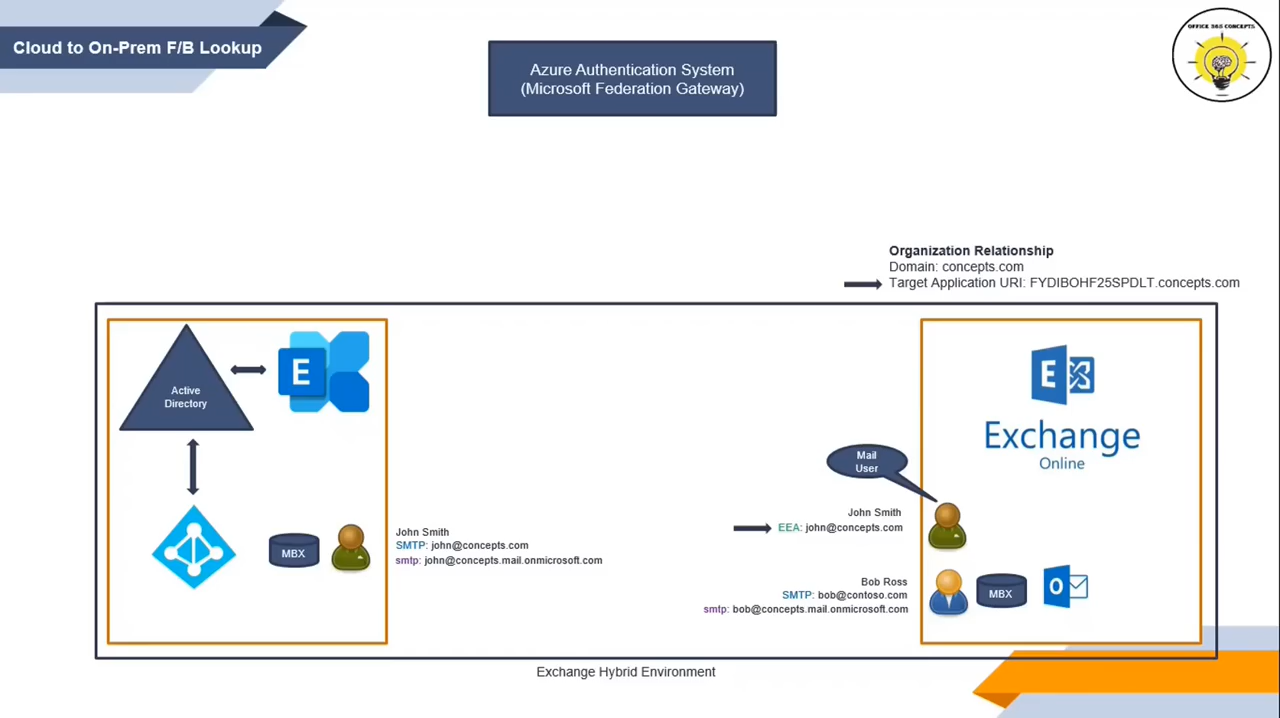 Cloud to On-Prem F/B Lookup
Azure Authentication System
(Microsoft Federation Gateway)
OFFICE 365 CONCEPTS
Organization Relationship
Domain: concepts.com
Target Application URI: FYDIBOHF25SPDLT.concepts.com
Active
Directory
E
E
Exchange
Online
Mail
User
John Smith
EEA: john@concepts.com
MBX
John Smith
SMTP: john@concepts.com
smtp: john@concepts.mail.onmicrosoft.com
Bob Ross
SMTP: bob@contoso.com
smtp: bob@concepts.mail.onmicrosoft.com
MBX
O
Exchange Hybrid Environment